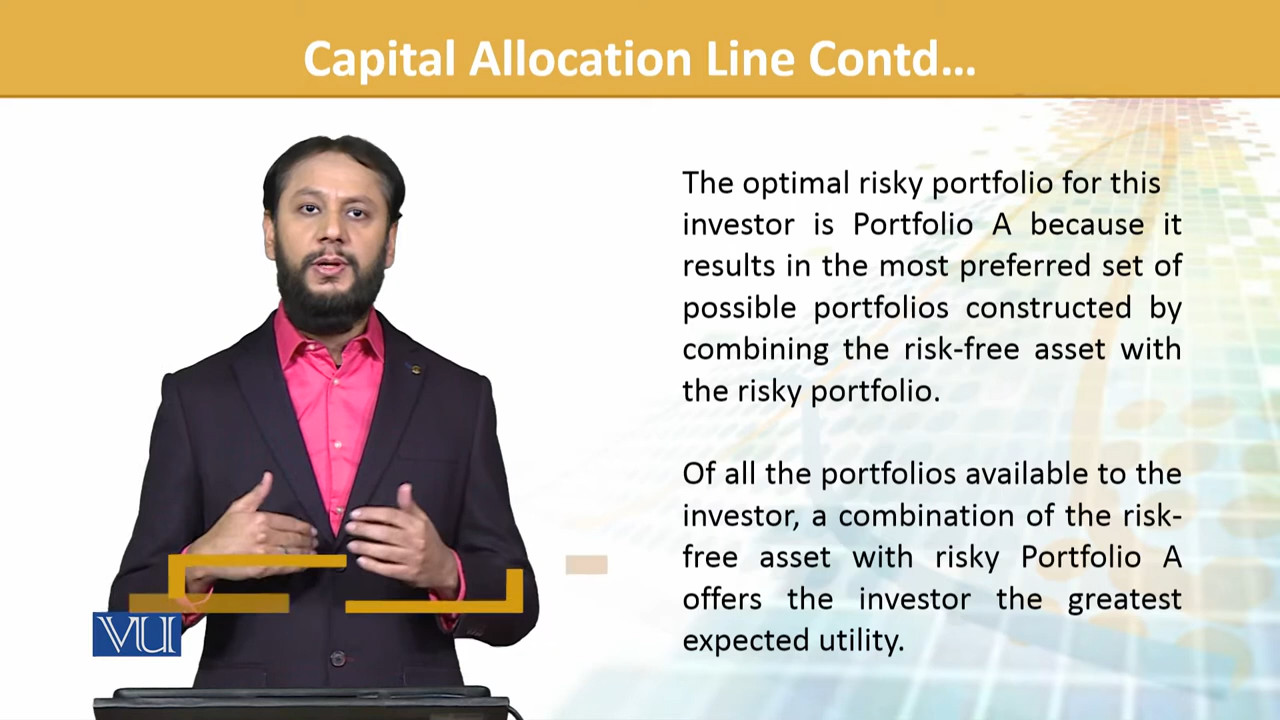 Capital Allocation Line Contd...
The optimal risky portfolio for this
investor is Portfolio A because it
results in the most preferred set of
possible portfolios constructed by
combining the risk-free asset with
the risky portfolio.
Of all the portfolios available to the
investor, a combination of the risk-
free asset with risky Portfolio A
offers the investor the greatest
expected utility.
VU